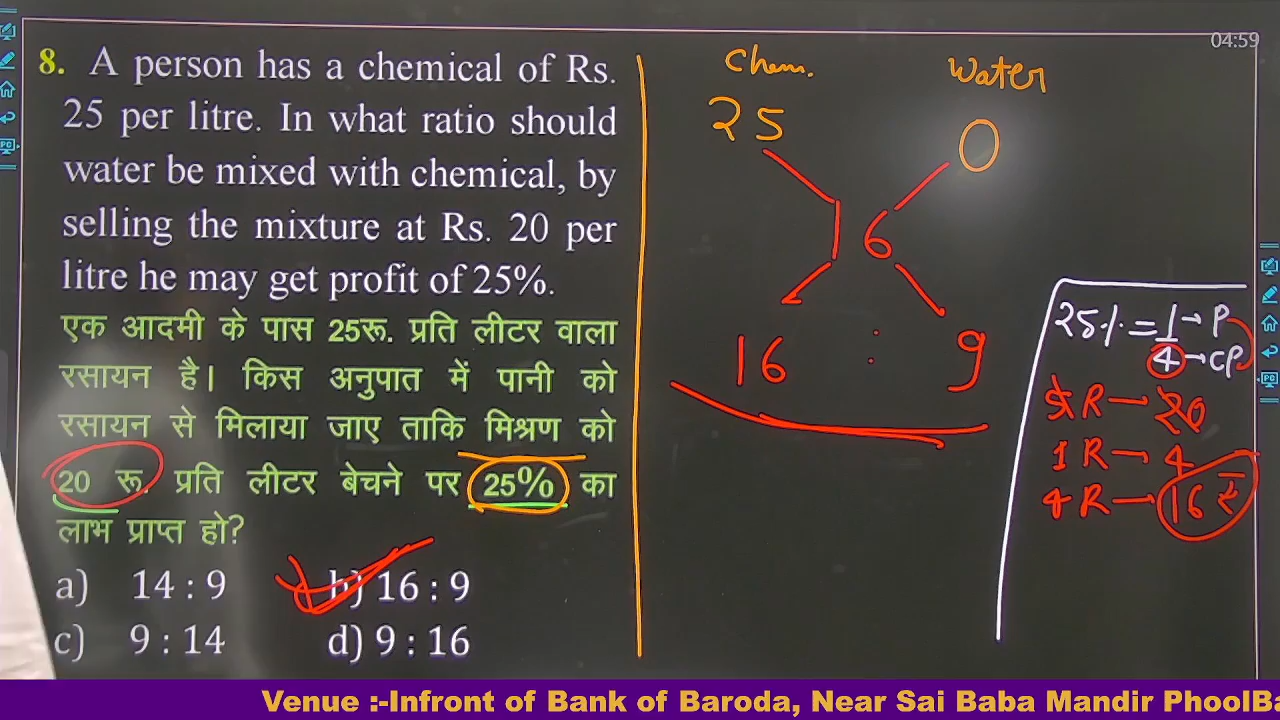 04:59
8. A person has a chemical of Rs.
25 per litre. In what ratio should
water be mixed with chemical, by
selling the mixture at Rs. 20 per
litre he may get profit of 25%.
एक आदमी के पास 25रू. प्रति लीटर वाला
रसायन है। किस अनुपात में पानी को
रसायन से मिलाया जाए ताकि मिश्रण को
20 रू. प्रति लीटर बेचने पर 25% का
लाभ प्राप्त हो?
a) 14 : 9 b) 16 : 9
c) 9 : 14 d) 9 : 16
Chem. Water
25 0
16
16 : 9
25% = 1 → P
4 → CP
5 R → 20
1 R → 4
4 R → 16 ₹
Venue :-Infront of Bank of Baroda, Near Sai Baba Mandir PhoolBa